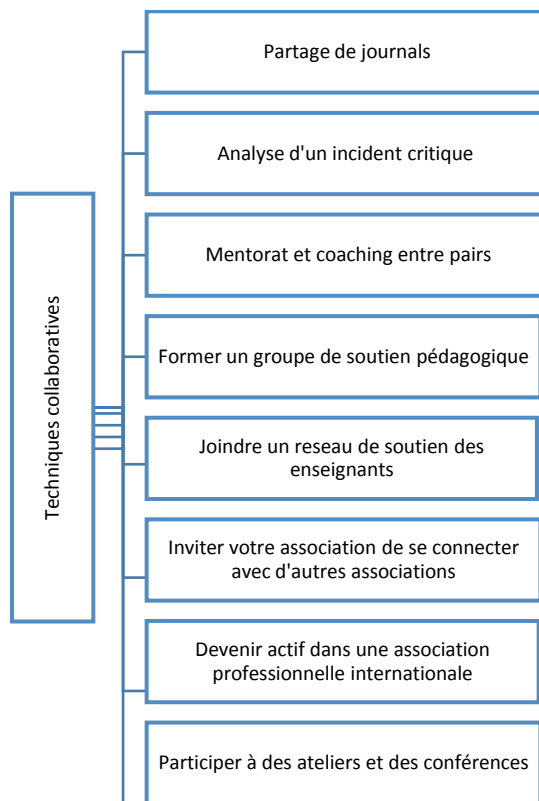 Techniques collaboratives
Partage de journals
Analyse d'un incident critique
Mentorat et coaching entre pairs
Former un groupe de soutien pédagogique
Joindre un reseau de soutien des
enseignants
Inviter votre association de se connecter
avec d'autres associations
Devenir actif dans une association
professionnelle internationale
Participer à des ateliers et des conférences